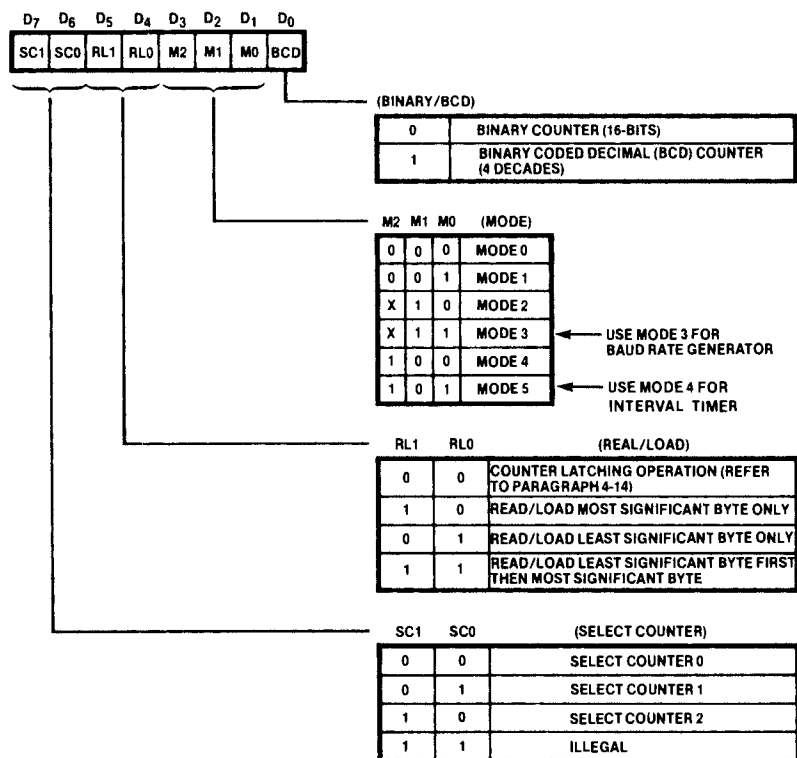 D7 D6 D5 D4 D3 D2 D1 D0
SC1 SC0 RL1 RL0 M2 M1 M0 BCD
(BINARY/BCD)
0 BINARY COUNTER (16-BITS)
1 BINARY CODED DECIMAL (BCD) COUNTER
(4 DECADES)
M2 M1 M0 (MODE)
0 0 0 MODE 0
0 0 1 MODE 1
X 1 0 MODE 2
X 1 1 MODE 3
USE MODE 3 FOR
BAUD RATE GENERATOR
1 0 0 MODE 4
1 0 1 MODE 5
USE MODE 4 FOR
INTERVAL TIMER
RL1 RL0 (REAL/LOAD)
0 0 COUNTER LATCHING OPERATION (REFER
TO PARAGRAPH 4-14)
1 0 READ/LOAD MOST SIGNIFICANT BYTE ONLY
0 1 READ/LOAD LEAST SIGNIFICANT BYTE ONLY
1 1 READ/LOAD LEAST SIGNIFICANT BYTE FIRST
THEN MOST SIGNIFICANT BYTE
SC1 SC0 (SELECT COUNTER)
0 0 SELECT COUNTER 0
0 1 SELECT COUNTER 1
1 0 SELECT COUNTER 2
1 1 ILLEGAL